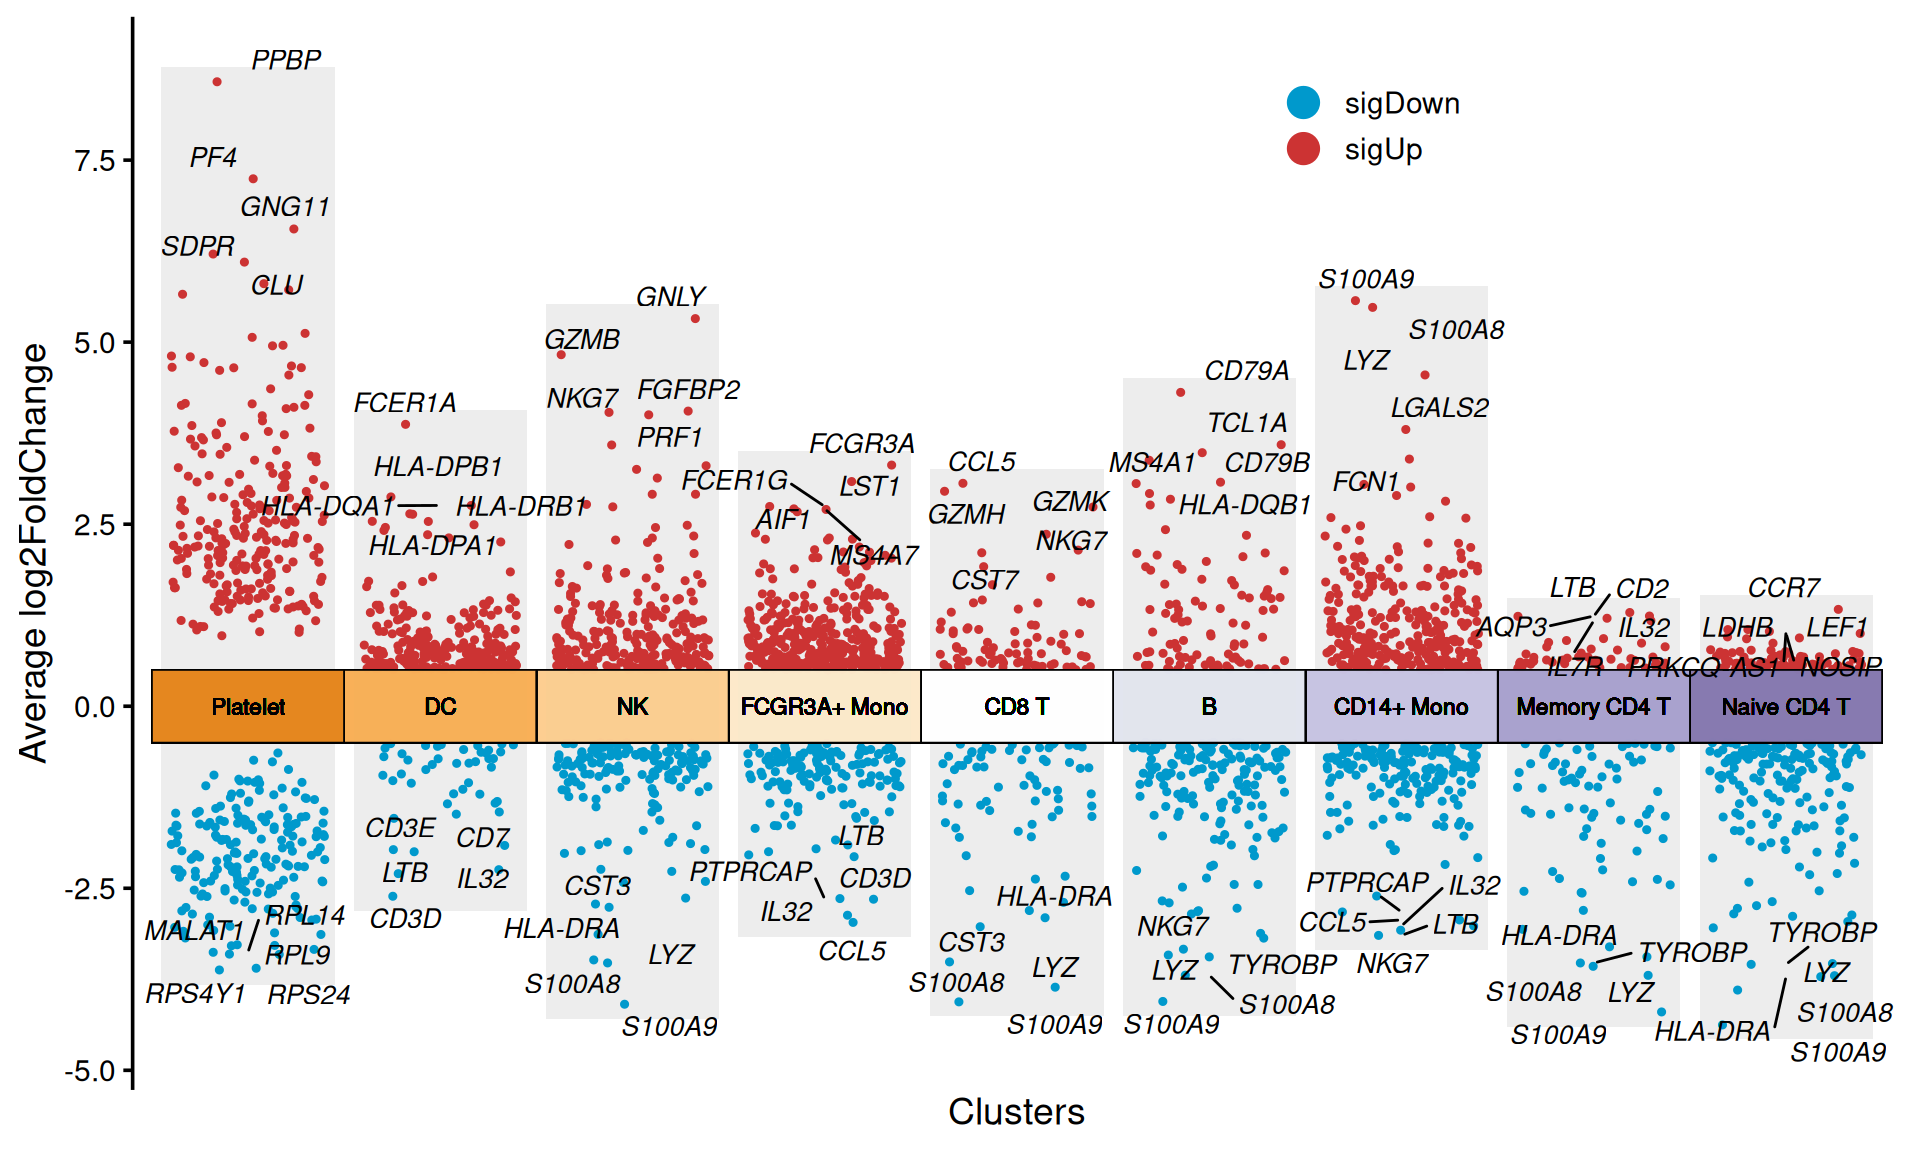 Average log2FoldChange
7.5
5.0
2.5
0.0
-2.5
-5.0
sigDown
sigUp
PPBP
PF4
GNG11
SDPR
CLU
FCER1A
HLA-DPB1
HLA-DQA1
HLA-DRB1
HLA-DPA1
GNLY
GZMB
NKG7
FGFBP2
PRF1
FCGR3A
FCER1G
LST1
AIF1
MS4A7
CCL5
GZMK
GZMH
NKG7
CST7
CD79A
TCL1A
MS4A1
CD79B
HLA-DQB1
S100A9
S100A8
LYZ
LGALS2
FCN1
LTB
CD2
AQP3
IL32
IL7R
CCR7
LDHB
LEF1
PRKCQ-AS1
NOSIP
Platelet
DC
NK
FCGR3A+ Mono
CD8 T
B
CD14+ Mono
Memory CD4 T
Naive CD4 T
MALAT1
RPL14
RPL9
RPS4Y1
RPS24
CD3E
CD7
LTB
IL32
CD3D
CST3
HLA-DRA
LYZ
S100A8
S100A9
LTB
PTPRCAP
CD3D
IL32
CCL5
HLA-DRA
CST3
LYZ
S100A8
S100A9
NKG7
LYZ
TYROBP
S100A8
S100A9
PTPRCAP
IL32
CCL5
LTB
NKG7
HLA-DRA
TYROBP
S100A8
LYZ
S100A9
TYROBP
LYZ
S100A8
HLA-DRA
S100A9
Clusters